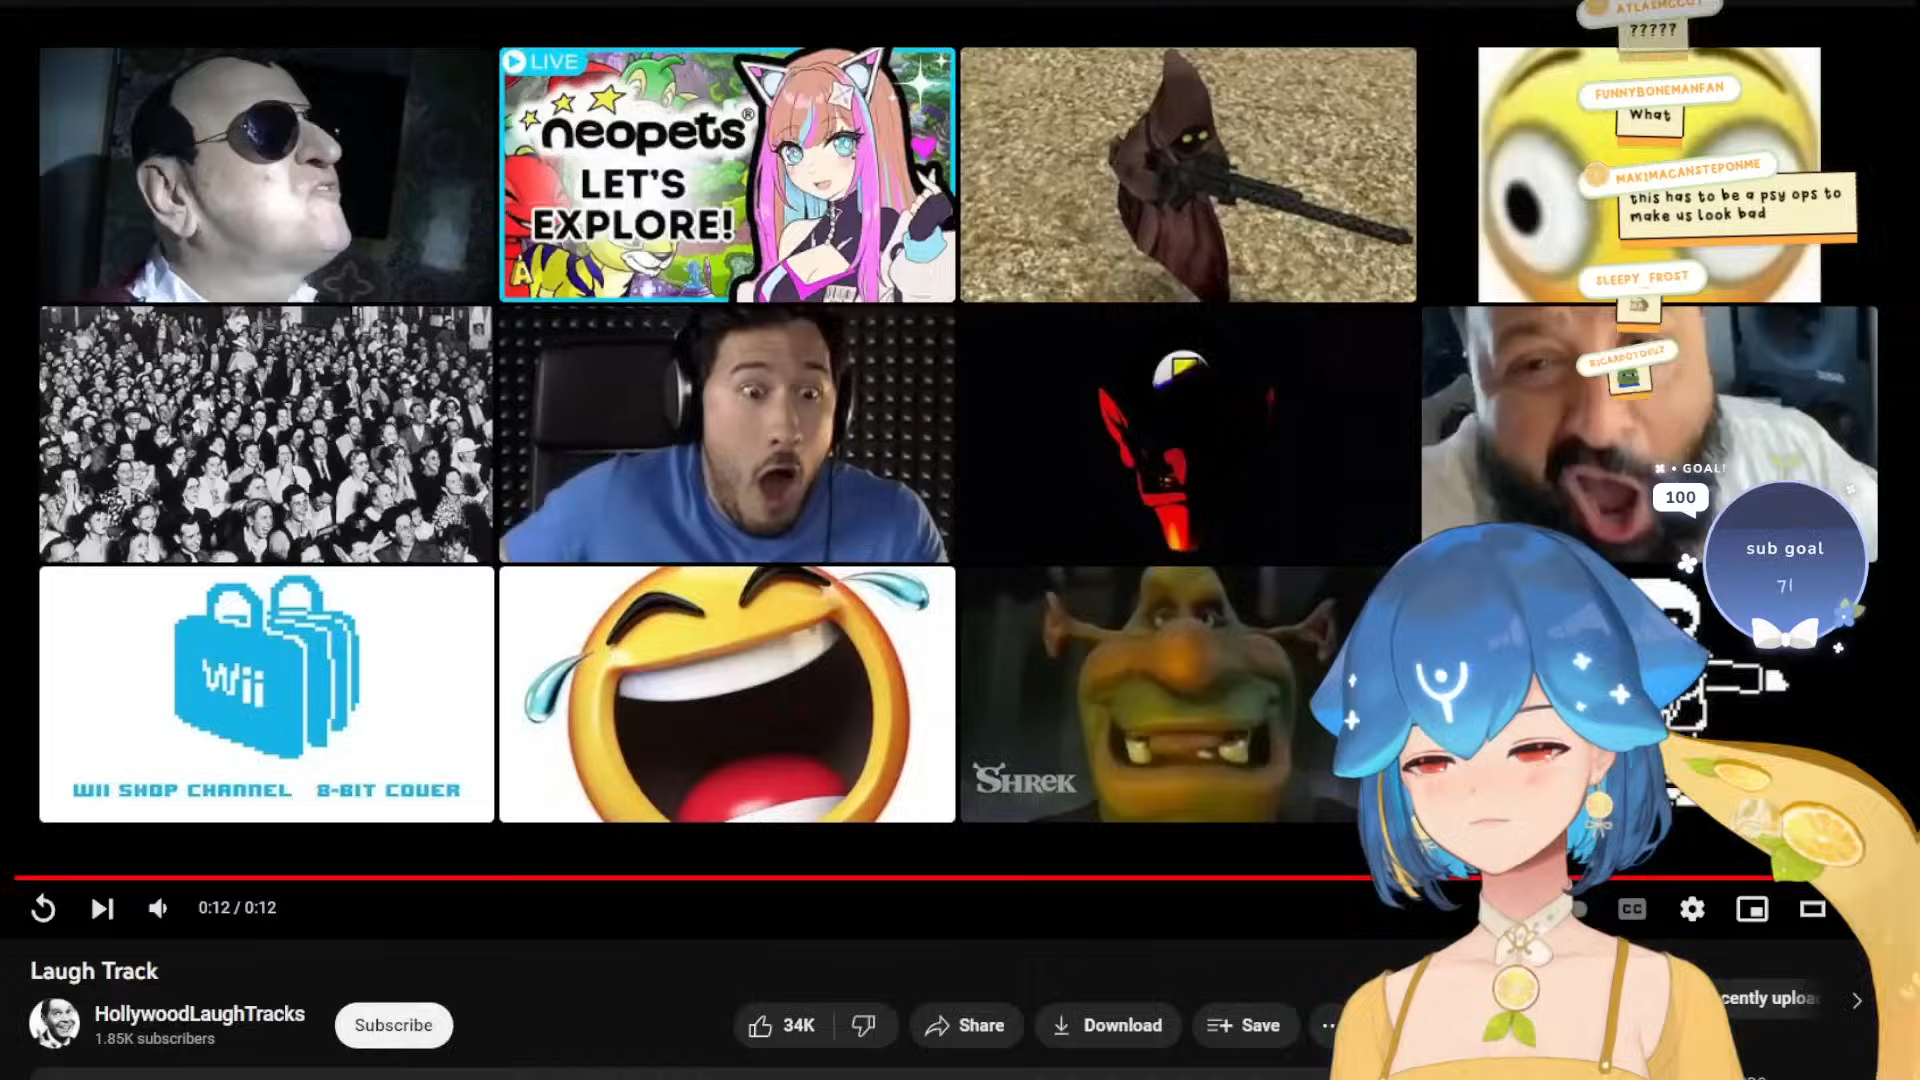 ATLASMCCOY
?????
FUNNYBONEMANFAN
What
MAKIMACANSTEPONME
this has to be a psy ops to
make us look bad
SLEEPY_FROST
LIVE
neopets®
LET'S
EXPLORE!
• GOAL!
100
sub goal
71
Wii
WII SHOP CHANNEL 8-BIT COVER
SHREK
0:12 / 0:12
CC
Laugh Track
HollywoodLaughTracks
1.85K subscribers
Subscribe
34K
Share
Download
Save
cently uploa